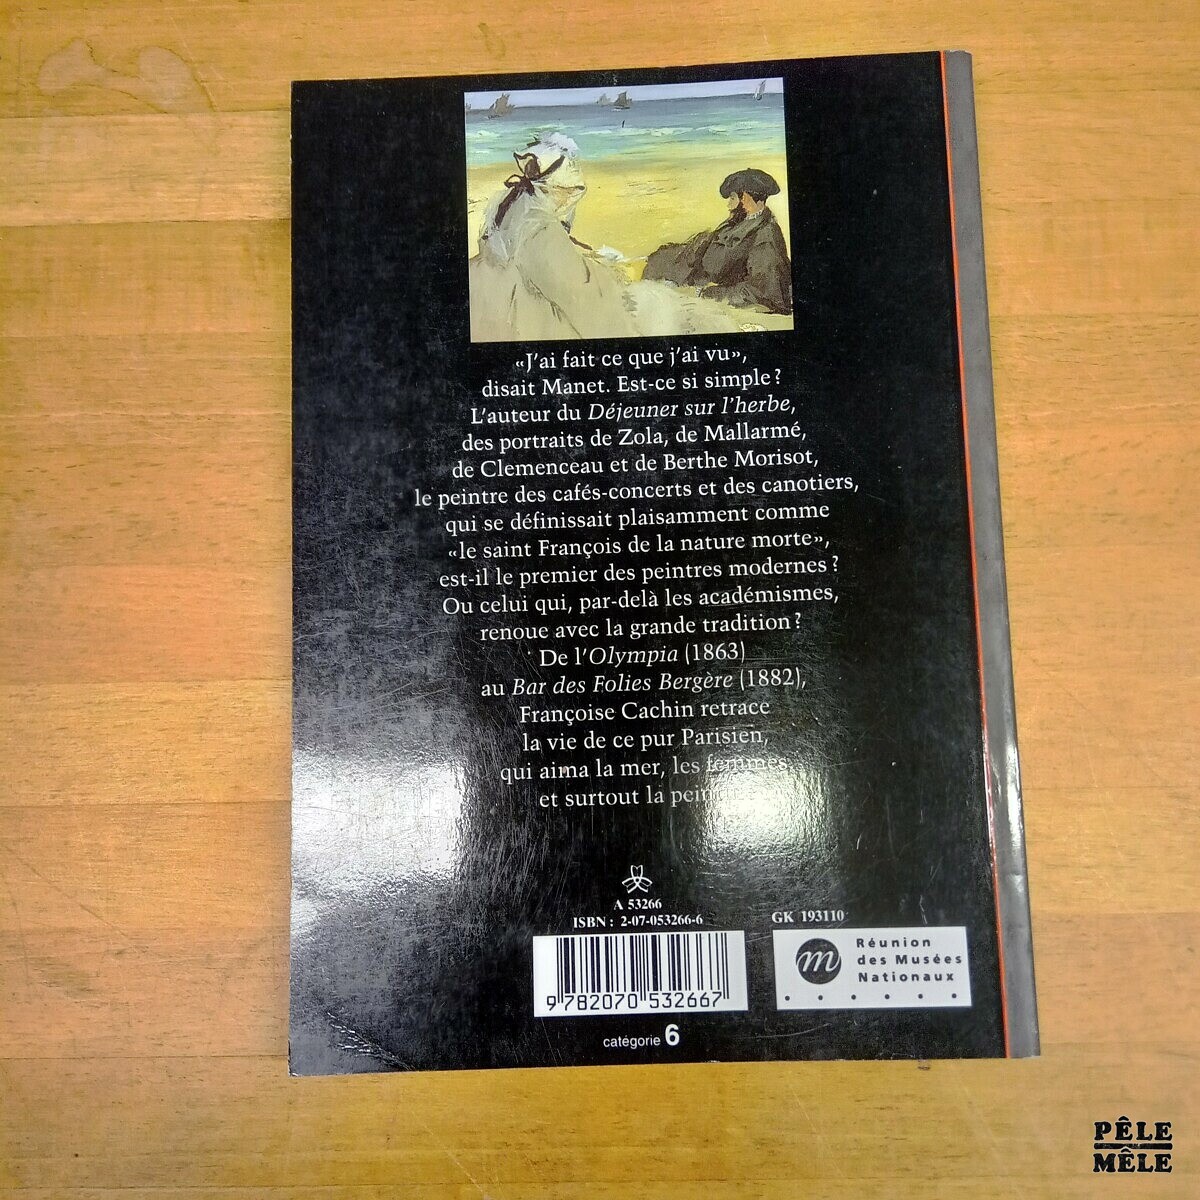 «J'ai fait ce que j'ai vu»,
disait Manet. Est-ce si simple ?
L'auteur du Déjeuner sur l'herbe,
des portraits de Zola, de Mallarmé,
de Clemenceau et de Berthe Morisot,
le peintre des cafés-concerts et des canotiers,
qui se définissait plaisamment comme
«le saint François de la nature morte»,
est-il le premier des peintres modernes ?
Ou celui qui, par-delà les académismes,
renoue avec la grande tradition ?
De l'Olympia (1863)
au Bar des Folies Bergère (1882),
Françoise Cachin retrace
la vie de ce pur Parisien,
qui aima la mer, les femmes
et surtout la
A 53266
ISBN : 2-07-053266-6
9 782070 532667
catégorie 6
GK 193110
Réunion
des Musées
Nationaux
m
PÊLE
MÊLE